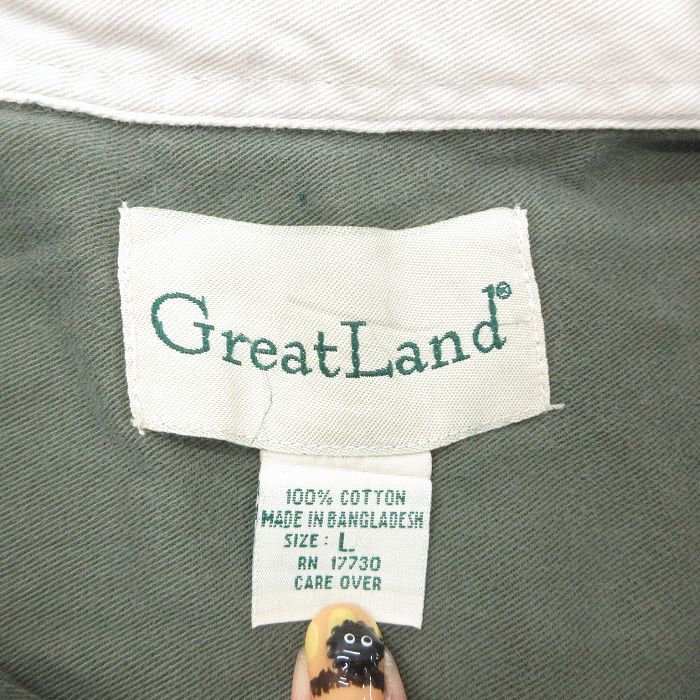 GreatLand®
100% COTTON
MADE IN BANGLADESH
SIZE: L
RN 17730
CARE OVER